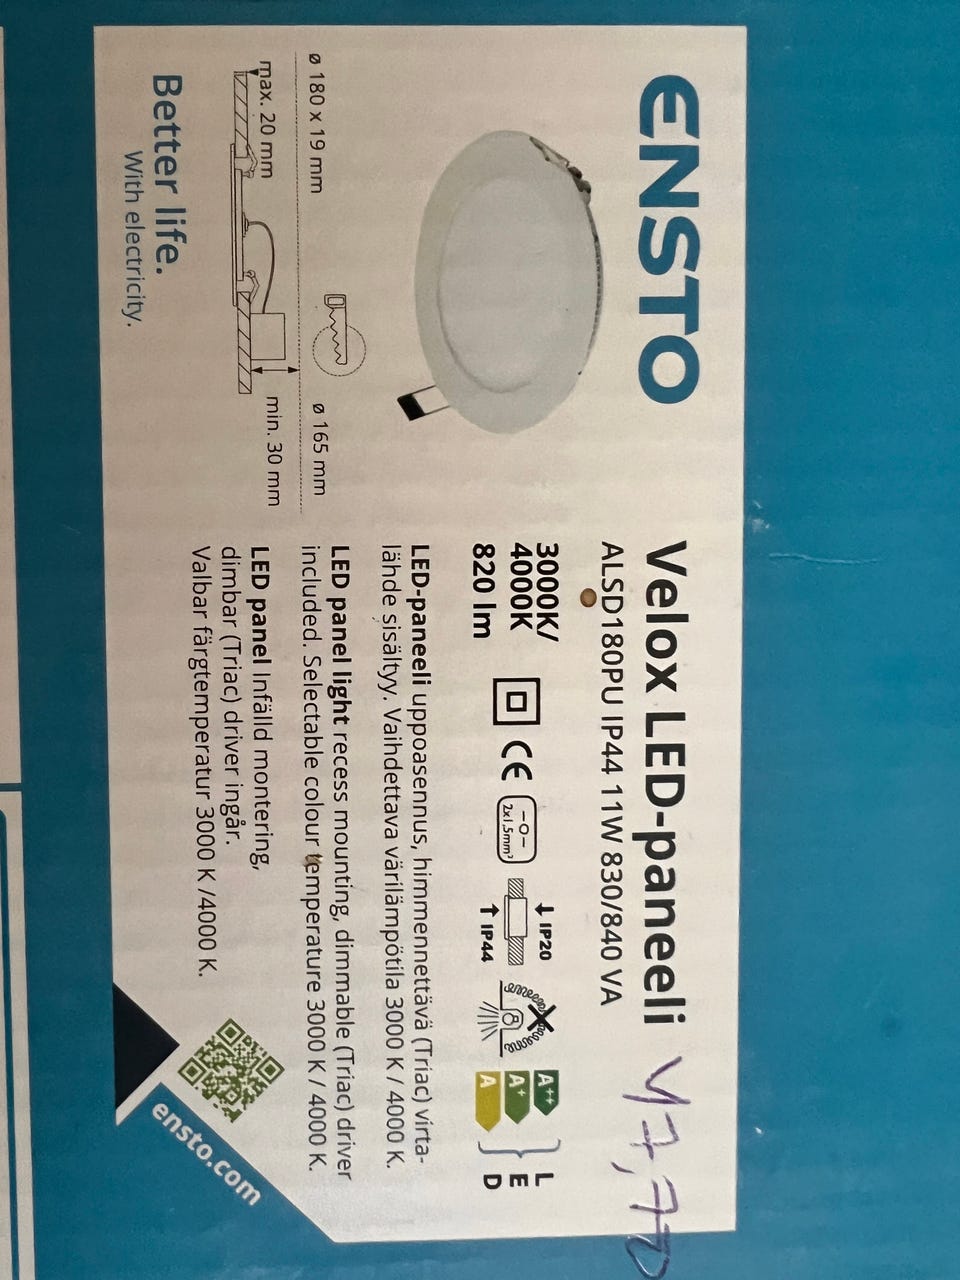 ENSTO
Velox LED-paneeli
ALSD180PU IP44 11W 830/840 VA
47,70
3000K/
4000K
820 lm
CE
2x1,5mm²
↓ IP20
↑ IP44
A++
A+
A
L
E
D
LED-paneeli uppoasennus, himmennettävä (Triac) virta-
lähde sisältyy. Vaihdettava värilämpötila 3000 K / 4000 K.
LED panel light recess mounting, dimmable (Triac) driver
included. Selectable colour temperature 3000 K / 4000 K.
LED panel Infälld montering,
dimbar (Triac) driver ingår.
Valbar färgtemperatur 3000 K /4000 K.
ø 180 x 19 mm
ø 165 mm
max. 20 mm
min. 30 mm
Better life.
With electricity.
ensto.com